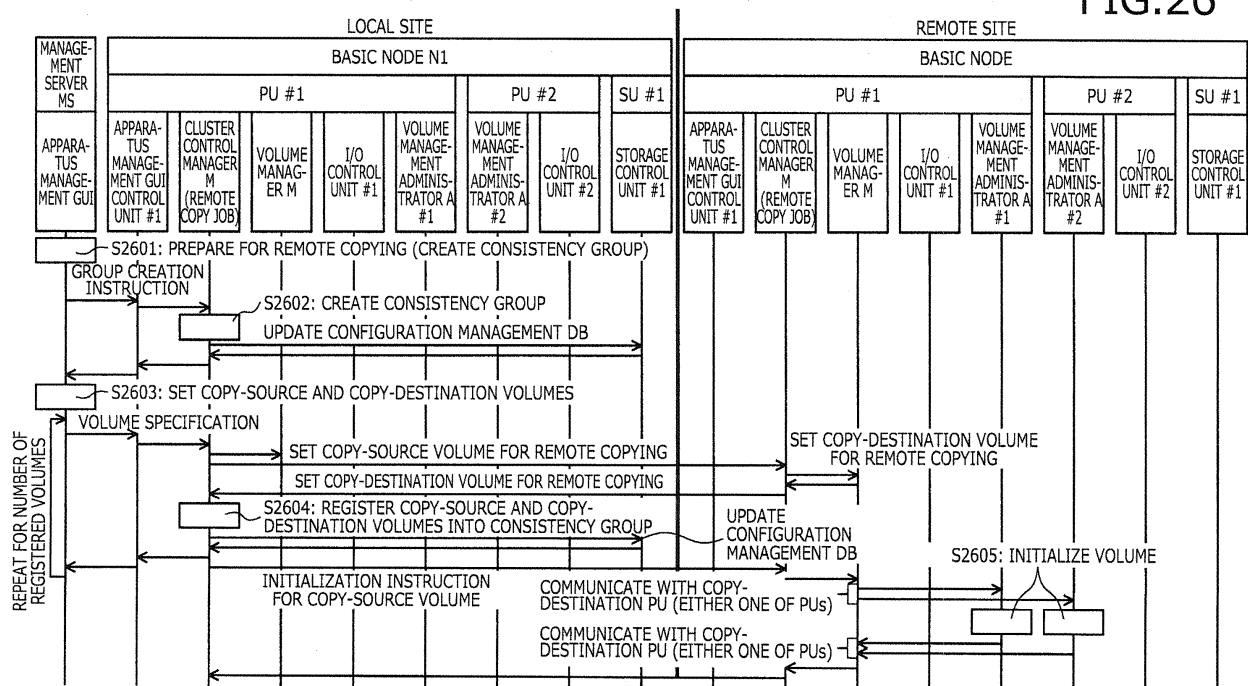 FIG.26
LOCAL SITE
REMOTE SITE
MANAGE-
MENT
SERVER
MS
BASIC NODE N1
BASIC NODE
PU #1
PU #2
SU #1
PU #1
PU #2
SU #1
APPARA-
TUS
MANAGE-
MENT GUI
APPARA-
TUS
MANAGE-
MENT GUI
CONTROL
UNIT #1
CLUSTER
CONTROL
MANAGER
M
(REMOTE
COPY JOB)
VOLUME
MANAG-
ER M
I/O
CONTROL
UNIT #1
VOLUME
MANAGE-
MENT
ADMINIS-
TRATOR A
#1
VOLUME
MANAGE-
MENT
ADMINIS-
TRATOR A
#2
I/O
CONTROL
UNIT #2
STORAGE
CONTROL
UNIT #1
APPARA-
TUS
MANAGE-
MENT GUI
CONTROL
UNIT #1
CLUSTER
CONTROL
MANAGER
M
(REMOTE
COPY JOB)
VOLUME
MANAG-
ER M
I/O
CONTROL
UNIT #1
VOLUME
MANAGE-
MENT
ADMINIS-
TRATOR A
#1
VOLUME
MANAGE-
MENT
ADMINIS-
TRATOR A
#2
I/O
CONTROL
UNIT #2
STORAGE
CONTROL
UNIT #1
S2601: PREPARE FOR REMOTE COPYING (CREATE CONSISTENCY GROUP)
GROUP CREATION
INSTRUCTION
S2602: CREATE CONSISTENCY GROUP
UPDATE CONFIGURATION MANAGEMENT DB
S2603: SET COPY-SOURCE AND COPY-DESTINATION VOLUMES
REPEAT FOR NUMBER OF
REGISTERED VOLUMES
VOLUME SPECIFICATION
SET COPY-SOURCE VOLUME FOR REMOTE COPYING
SET COPY-DESTINATION VOLUME
FOR REMOTE COPYING
SET COPY-DESTINATION VOLUME FOR REMOTE COPYING
S2604: REGISTER COPY-SOURCE AND COPY-
DESTINATION VOLUMES INTO CONSISTENCY GROUP
UPDATE
CONFIGURATION
MANAGEMENT DB
S2605: INITIALIZE VOLUME
INITIALIZATION INSTRUCTION
FOR COPY-SOURCE VOLUME
COMMUNICATE WITH COPY-
DESTINATION PU (EITHER ONE OF PUs)
COMMUNICATE WITH COPY-
DESTINATION PU (EITHER ONE OF PUs)